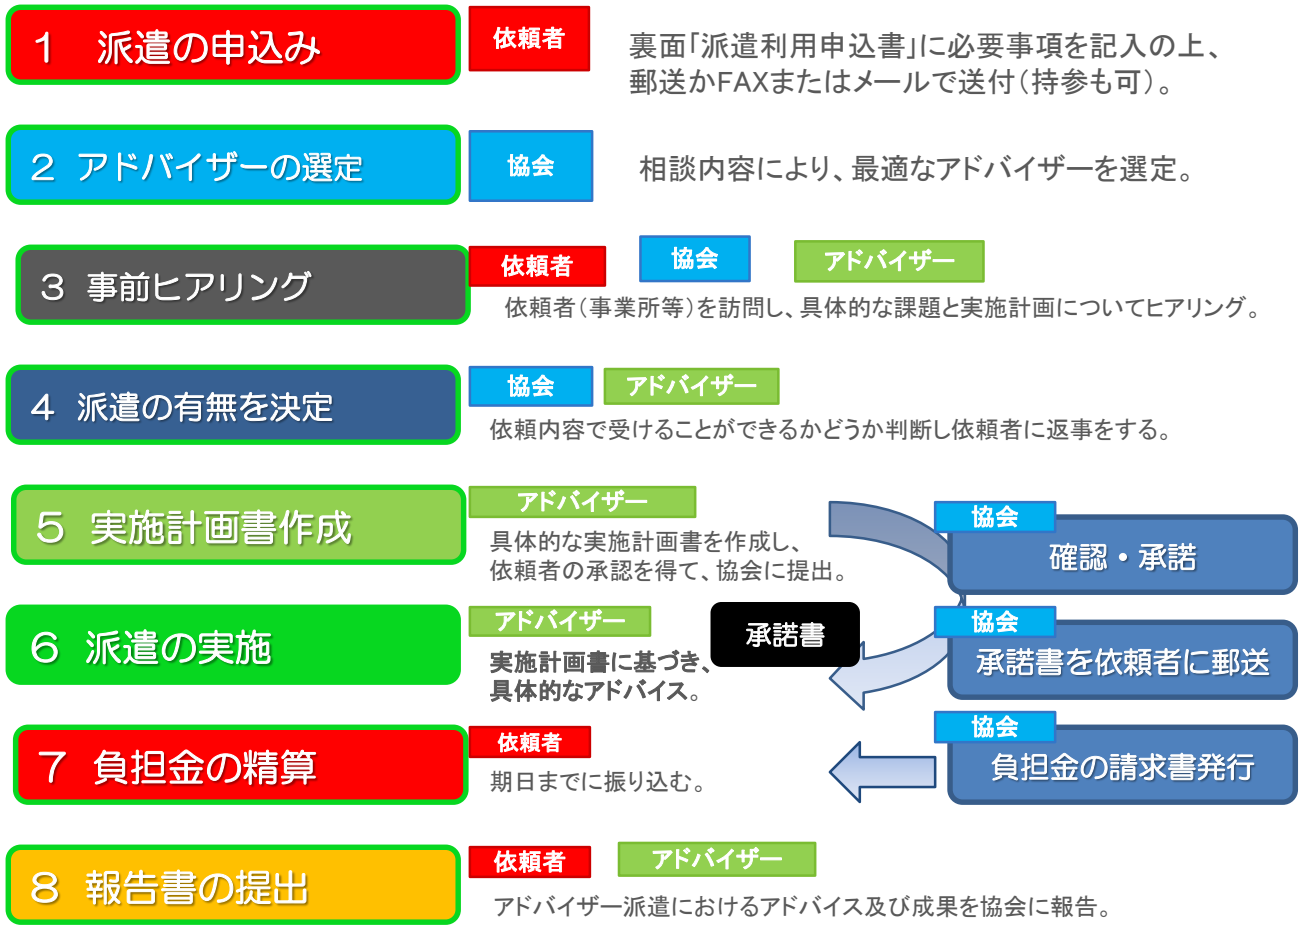 １　派遣の申込み
依頼者
裏面「派遣利用申込書」に必要事項を記入の上、
郵送かFAXまたはメールで送付（持参も可）。
２ アドバイザーの選定
協会
相談内容により、最適なアドバイザーを選定。
３ 事前ヒアリング
依頼者
協会
アドバイザー
依頼者（事業所等）を訪問し、具体的な課題と実施計画についてヒアリング。
４ 派遣の有無を決定
協会
アドバイザー
依頼内容で受けることができるかどうか判断し依頼者に返事をする。
５ 実施計画書作成
アドバイザー
具体的な実施計画書を作成し、
依頼者の承認を得て、協会に提出。
協会
確認・承諾
６ 派遣の実施
アドバイザー
実施計画書に基づき、
具体的なアドバイス。
承諾書
協会
承諾書を依頼者に郵送
７ 負担金の精算
依頼者
期日までに振り込む。
協会
負担金の請求書発行
８ 報告書の提出
依頼者
アドバイザー
アドバイザー派遣におけるアドバイス及び成果を協会に報告。